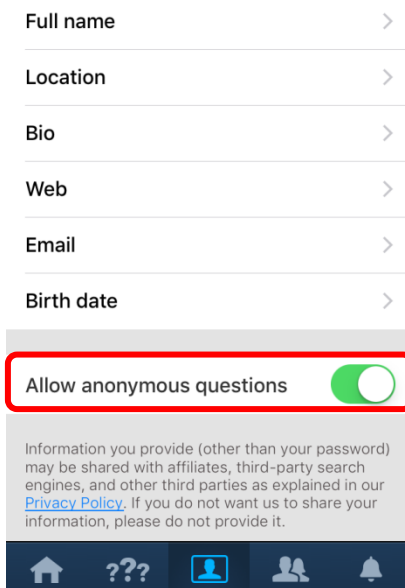 Full name
Location
Bio
Web
Email
Birth date
Allow anonymous questions
Information you provide (other than your password)
may be shared with affiliates, third-party search
engines, and other third parties as explained in our
Privacy Policy. If you do not want us to share your
information, please do not provide it.
???